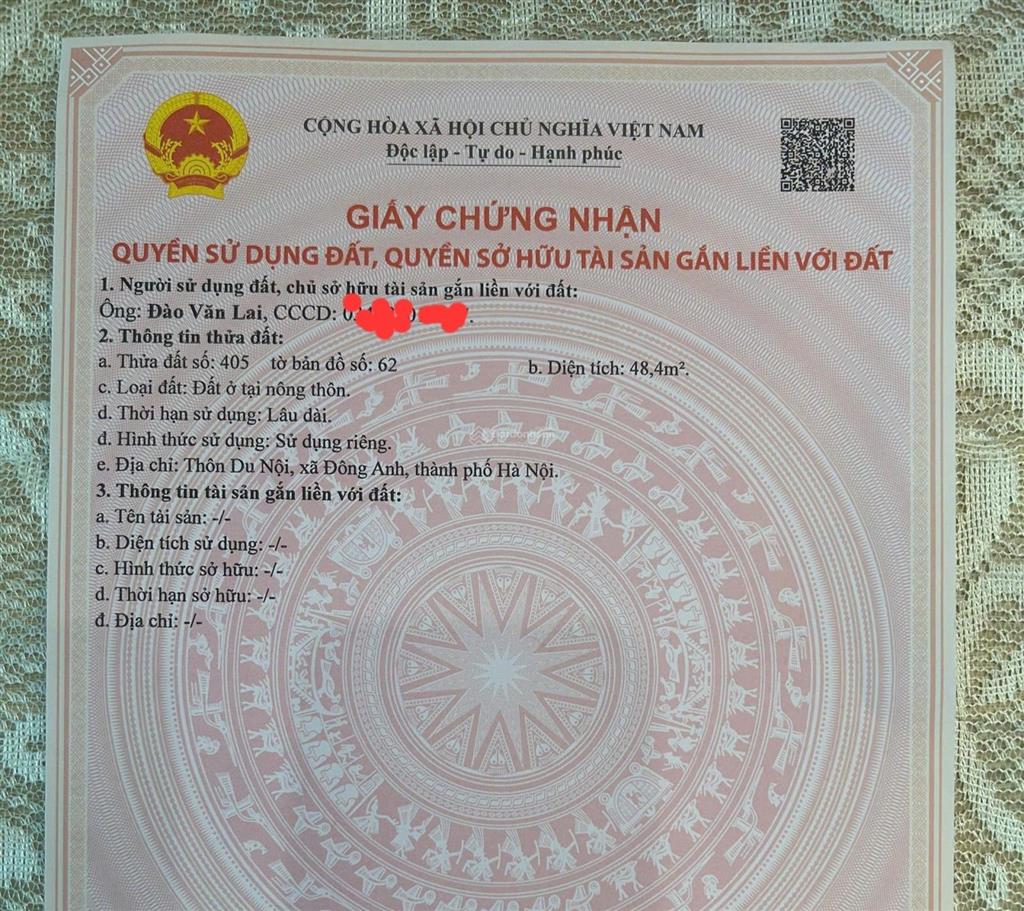 CỘNG HÒA XÃ HỘI CHỦ NGHĨA VIỆT NAM
Độc lập - Tự do - Hạnh phúc
GIẤY CHỨNG NHẬN
QUYỀN SỬ DỤNG ĐẤT, QUYỀN SỞ HỮU TÀI SẢN GẮN LIỀN VỚI ĐẤT
1. Người sử dụng đất, chủ sở hữu tài sản gắn liền với đất:
Ông: Đào Văn Lai, CCCD:
2. Thông tin thửa đất:
a. Thửa đất số: 405 tờ bản đồ số: 62 b. Diện tích: 48,4m².
c. Loại đất: Đất ở tại nông thôn.
d. Thời hạn sử dụng: Lâu dài.
đ. Hình thức sử dụng: Sử dụng riêng.
e. Địa chỉ: Thôn Du Nội, xã Đông Anh, thành phố Hà Nội.
3. Thông tin tài sản gắn liền với đất:
a. Tên tài sản: -/-
b. Diện tích sử dụng: -/-
c. Hình thức sở hữu: -/-
d. Thời hạn sở hữu: -/-
đ. Địa chỉ: -/-